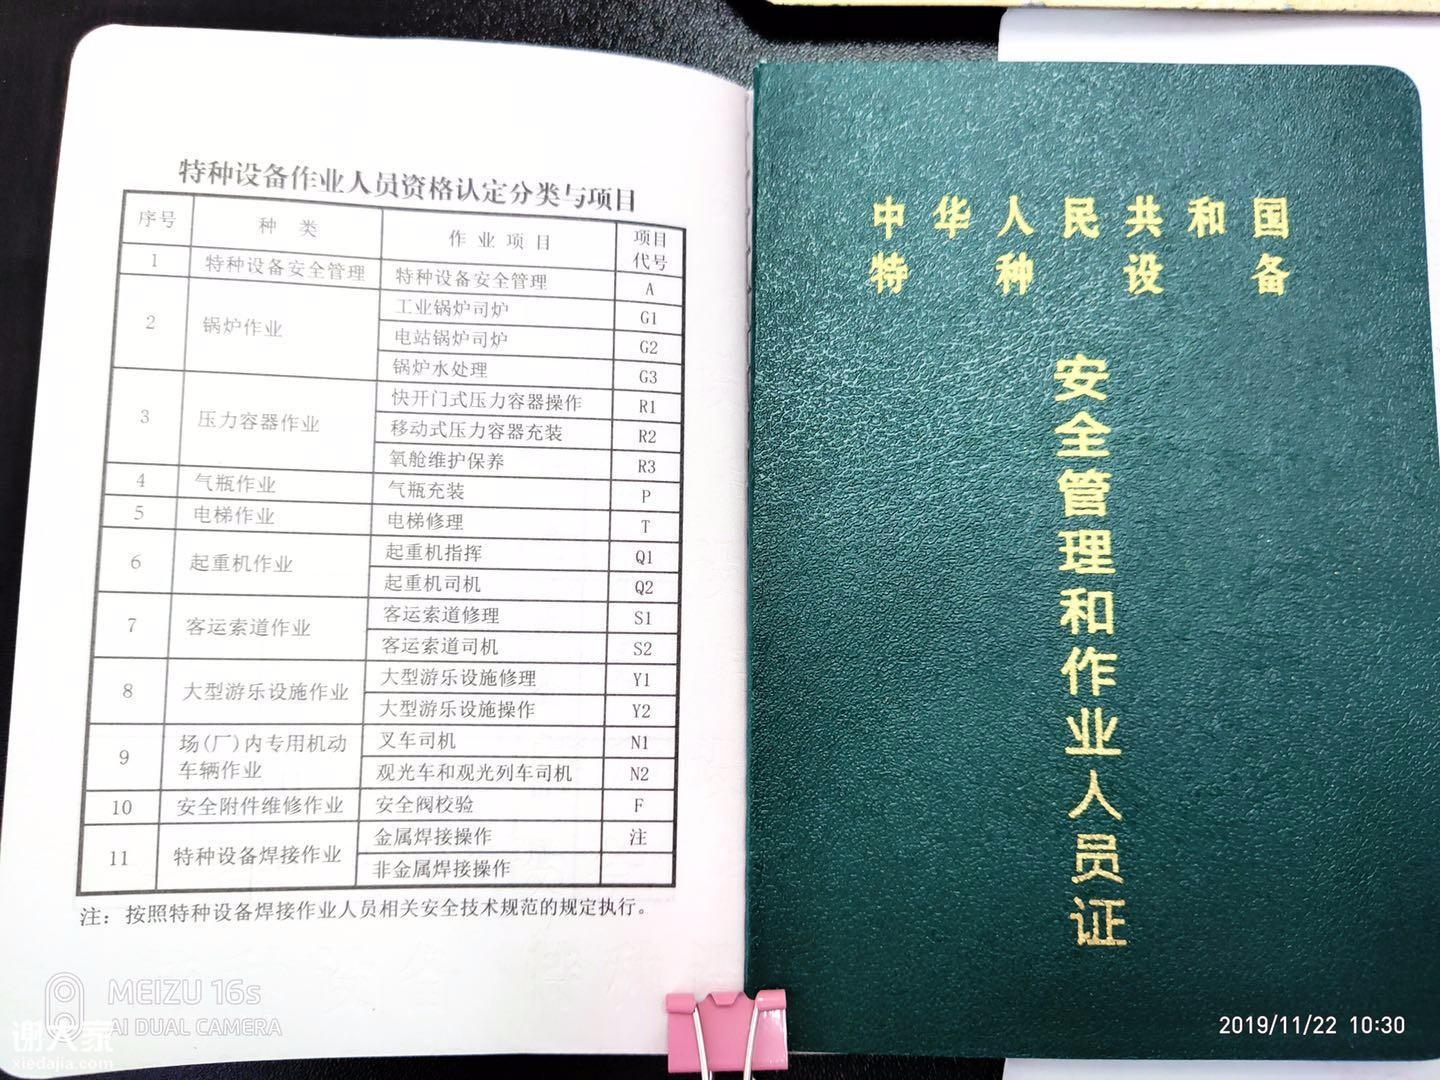 特种设备作业人员资格认定分类与项目
序号 种类 作业项目 项目代号
1 特种设备安全管理 特种设备安全管理 A
2 锅炉作业 工业锅炉司炉 G1
电站锅炉司炉 G2
锅炉水处理 G3
3 压力容器作业 快开门式压力容器操作 R1
移动式压力容器充装 R2
氧舱维护保养 R3
4 气瓶作业 气瓶充装 P
5 电梯作业 电梯修理 T
6 起重机作业 起重机指挥 Q1
起重机司机 Q2
7 客运索道作业 客运索道修理 S1
客运索道司机 S2
8 大型游乐设施作业 大型游乐设施修理 Y1
大型游乐设施操作 Y2
9 场(厂)内专用机动车辆作业 叉车司机 N1
观光车和观光列车司机 N2
10 安全附件维修作业 安全阀校验 F
11 特种设备焊接作业 金属焊接操作 注
非金属焊接操作
注：按照特种设备焊接作业人员相关安全技术规范的规定执行。
中华人民共和国
特种设备
安全管理和作业人员证
MEIZU 16s
AI DUAL CAMERA
谢大家
xiedajia.com
2019/11/22 10:30